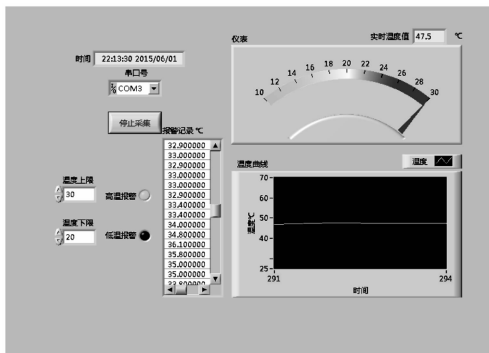 时间 22:13:30 2015/06/01
串口号
COM3
停止采集
报警记录 ℃
32.900000
33.000000
33.000000
33.000000
32.900000
33.400000
33.400000
34.000000
34.800000
36.100000
35.800000
35.000000
35.000000
33.800000
温度上限
30
高温报警
温度下限
20
低温报警
仪表
实时温度值 47.5 ℃
10 12 14 16 18 20 22 24 26 28 30
温度曲线
温度
温度℃
70
60
50
40
25
291 294
时间